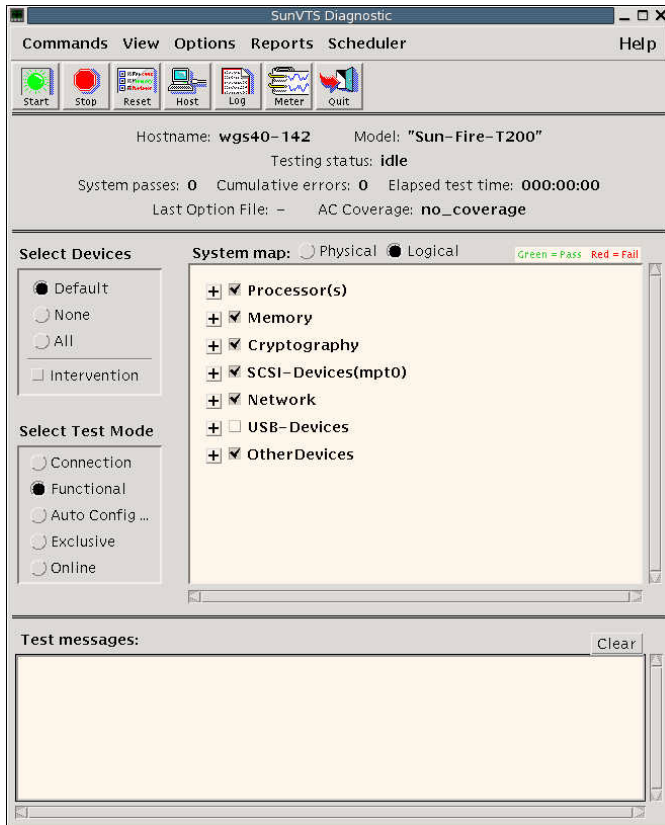 SunVTS Diagnostic
Commands View Options Reports Scheduler Help
Start Stop Reset Host Log Meter Quit
Hostname: wgs40-142 Model: "Sun-Fire-T200"
Testing status: idle
System passes: 0 Cumulative errors: 0 Elapsed test time: 000:00:00
Last Option File: - AC Coverage: no_coverage
Select Devices
Default
None
All
Intervention
Select Test Mode
Connection
Functional
Auto Config ...
Exclusive
Online
System map: Physical Logical Green = Pass Red = Fail
Processor(s)
Memory
Cryptography
SCSI-Devices(mpt0)
Network
USB-Devices
OtherDevices
Test messages:
Clear